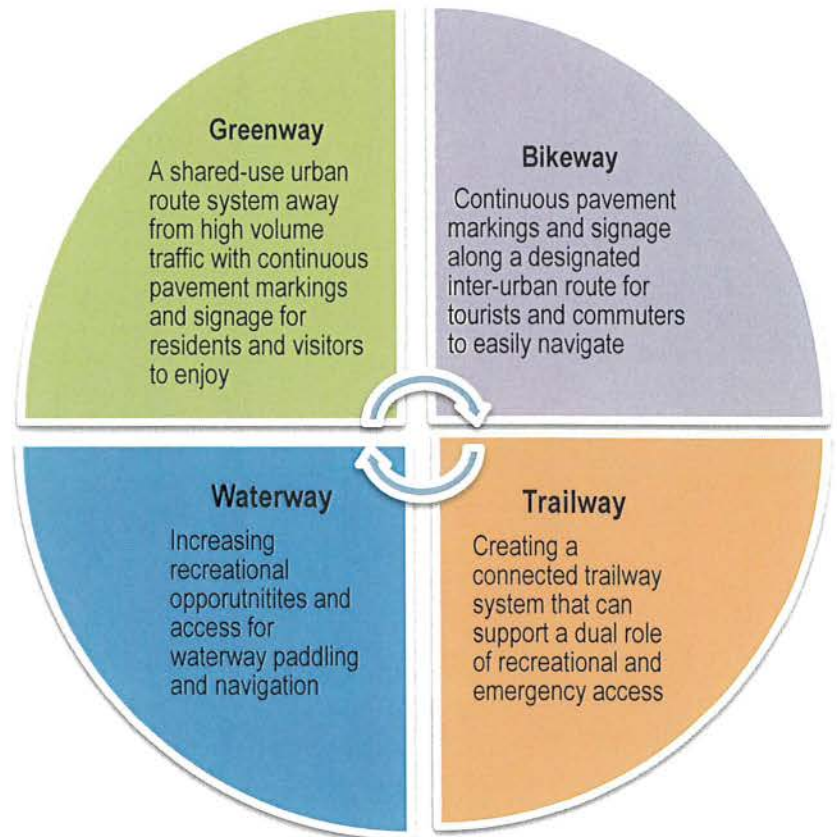 Greenway
A shared-use urban
route system away
from high volume
traffic with continuous
pavement markings
and signage for
residents and visitors
to enjoy
Bikeway
Continuous pavement
markings and signage
along a designated
inter-urban route for
tourists and commuters
to easily navigate
Waterway
Increasing
recreational
opporutnitites and
access for
waterway paddling
and navigation
Trailway
Creating a
connected trailway
system that can
support a dual role
of recreational and
emergency access